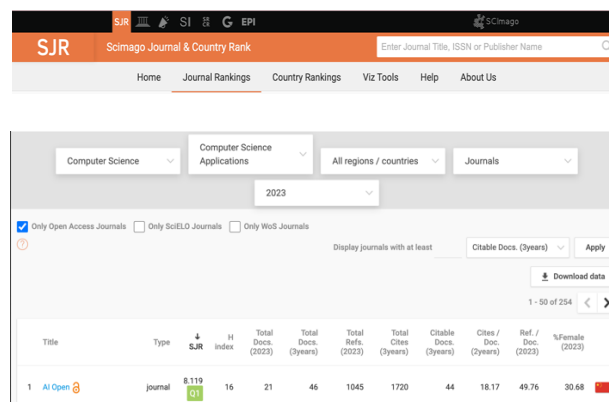 SJR SI G EPI SCImago
SJR Scimago Journal & Country Rank Enter Journal Title, ISSN or Publisher Name
Home Journal Rankings Country Rankings Viz Tools Help About Us
Computer Science Computer Science Applications All regions / countries Journals
2023
Only Open Access Journals Only SciELO Journals Only WoS Journals
? Display journals with at least Citable Docs. (3years) Apply
Download data
1 - 50 of 254
Title Type SJR H index Total Docs. (2023) Total Docs. (3years) Total Refs. (2023) Total Cites (3years) Citable Docs. (3years) Cites / Doc. (2years) Ref. / Doc. (2023) %Female (2023)
1 AI Open journal 8.119 Q1 16 21 46 1045 1720 44 18.17 49.76 30.68